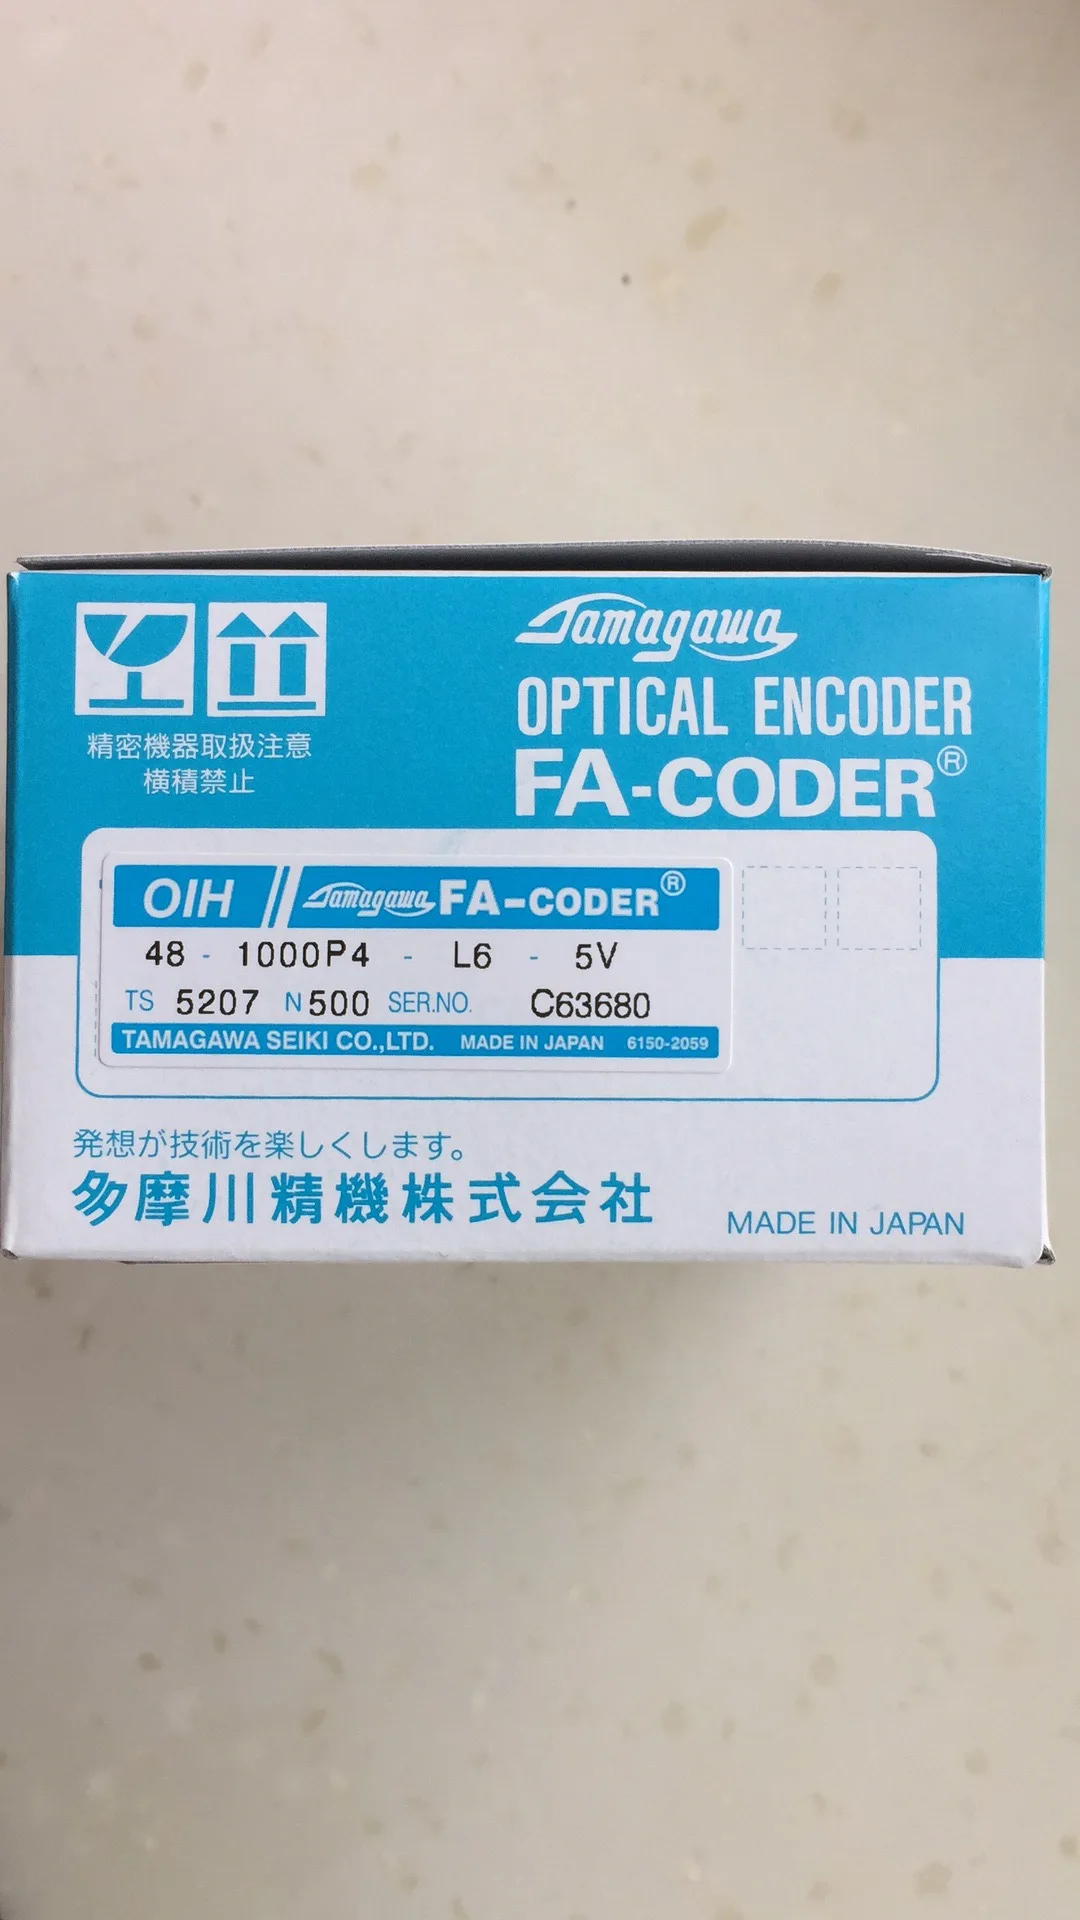 精密機器取扱注意
横積禁止
Tamagawa
OPTICAL ENCODER
FA-CODER®
OIH // Tamagawa FA-CODER®
48 - 1000P4 - L6 - 5V
TS 5207 N 500 SER.NO. C63680
TAMAGAWA SEIKI CO.,LTD. MADE IN JAPAN 6150-2059
発想が技術を楽しくします。
多摩川精機株式会社
MADE IN JAPAN